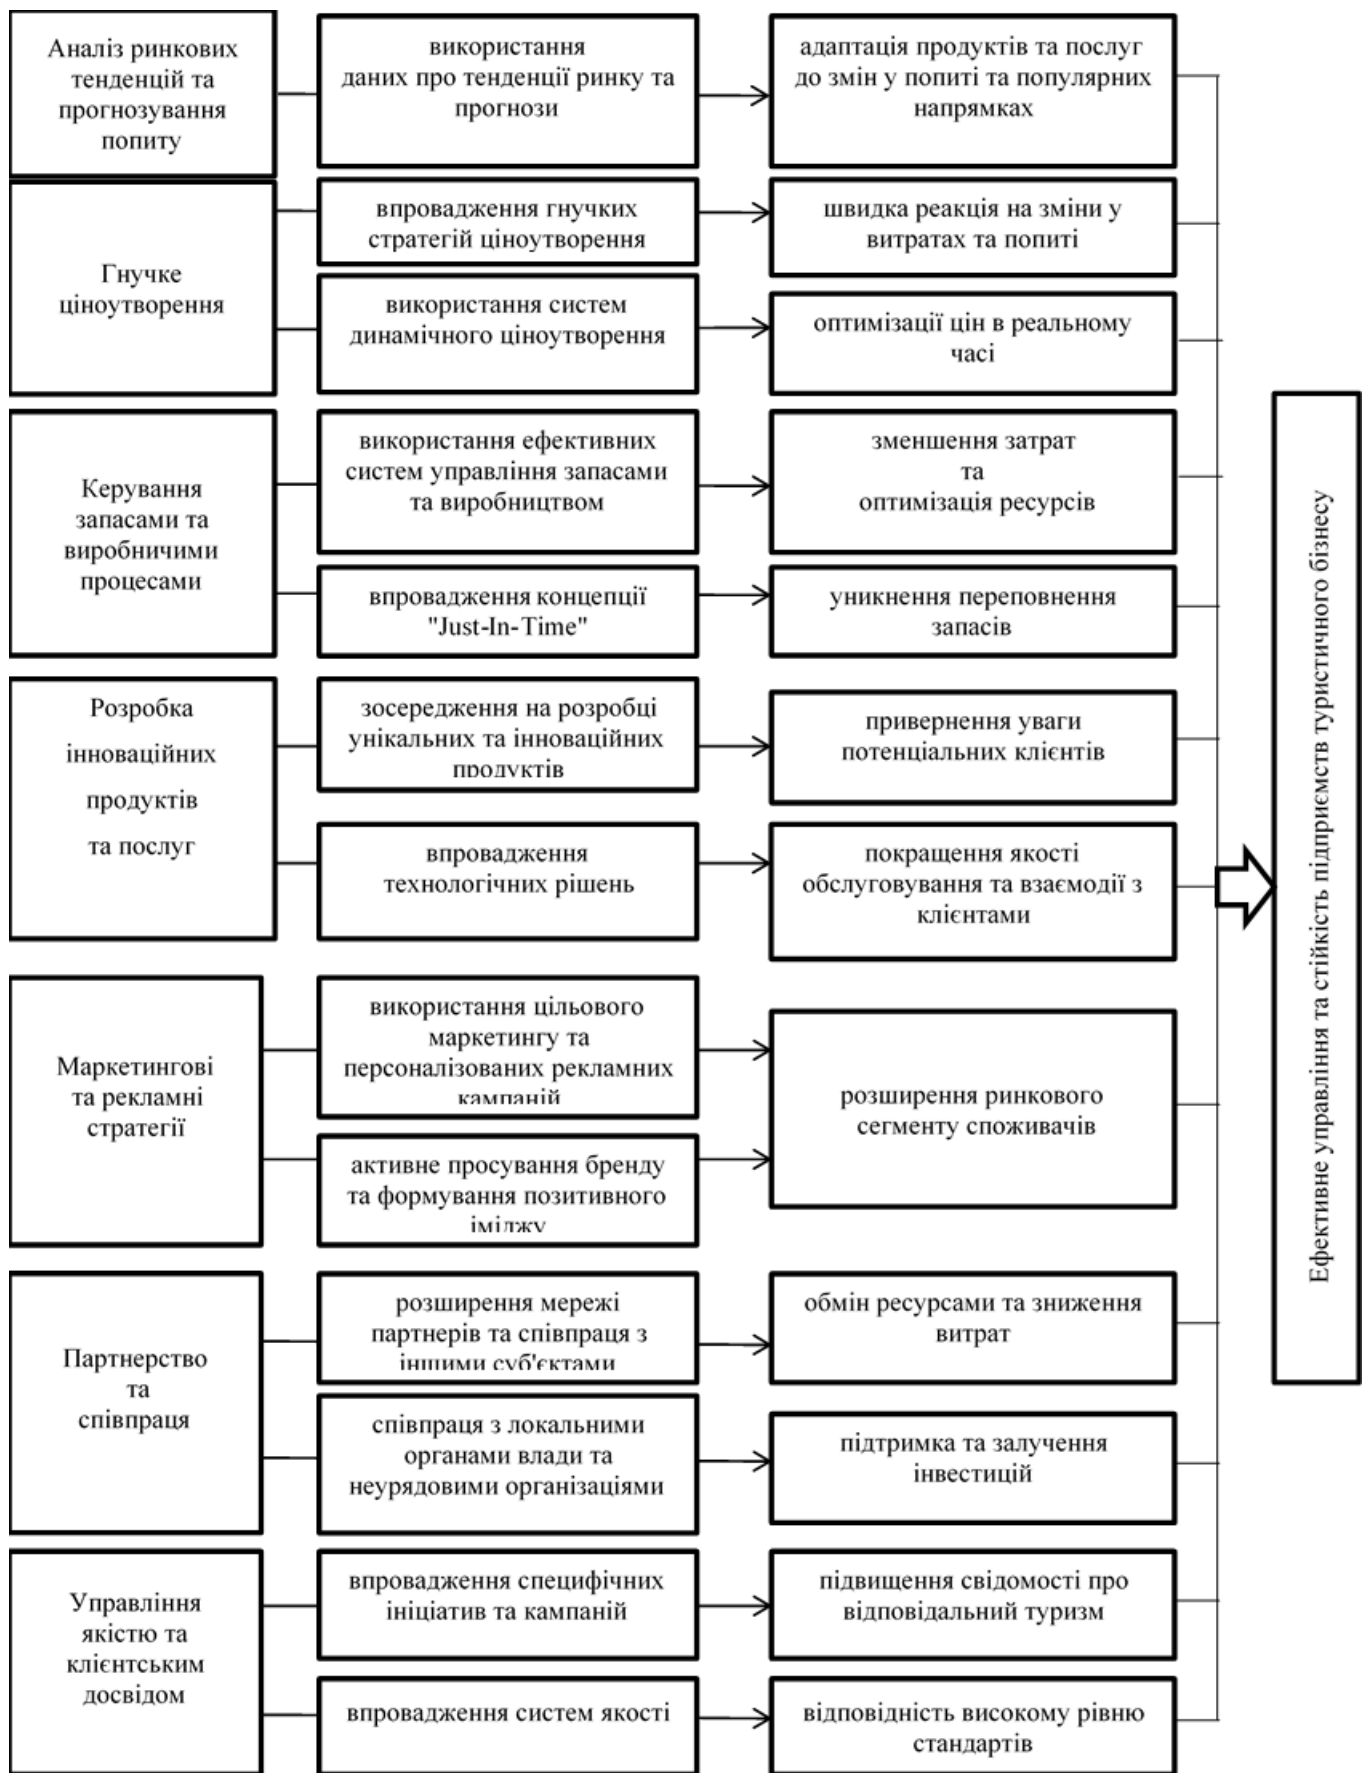 Аналіз ринкових
тенденцій та
прогнозування
попиту
використання
даних про тенденції ринку та
прогнози
адаптація продуктів та послуг
до змін у попиті та популярних
напрямках
Гнучке
ціноутворення
впровадження гнучких
стратегій ціноутворення
швидка реакція на зміни у
витратах та попиті
використання систем
динамічного ціноутворення
оптимізації цін в реальному
часі
Керування
запасами та
виробничими
процесами
використання ефективних
систем управління запасами
та виробництвом
зменшення затрат
та
оптимізація ресурсів
впровадження концепції
"Just-In-Time"
уникнення переповнення
запасів
Розробка
інноваційних
продуктів
та послуг
зосередження на розробці
унікальних та інноваційних
продуктів
привернення уваги
потенціальних клієнтів
впровадження
технологічних рішень
покращення якості
обслуговування та взаємодії з
клієнтами
Маркетингові
та рекламні
стратегії
використання цільового
маркетингу та
персоналізованих рекламних
кампаній
активне просування бренду
та формування позитивного
іміджу
розширення ринкового
сегменту споживачів
Партнерство
та
співпраця
розширення мережі
партнерів та співпраця з
іншими суб'єктами
обмін ресурсами та зниження
витрат
співпраця з локальними
органами влади та
неурядовими організаціями
підтримка та залучення
інвестицій
Управління
якістю та
клієнтським
досвідом
впровадження специфічних
ініціатив та кампаній
підвищення свідомості про
відповідальний туризм
впровадження систем якості
відповідність високому рівню
стандартів
Ефективне управління та стійкість підприємств туристичного бізнесу